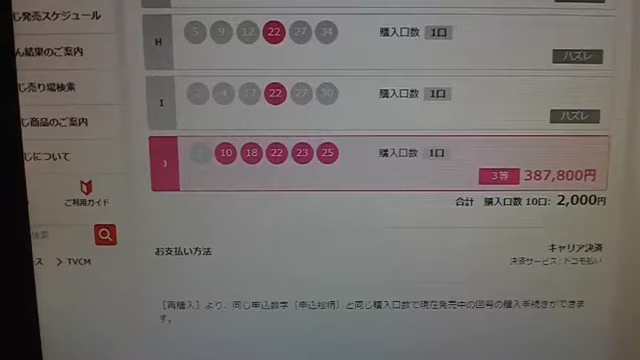 じ発売スケジュール
ん結果のご案内
じ売り場検索
じ商品のご案内
じについて
ご利用ガイド
検索
ス > TVCM
H 5 9 12 22 27 34 購入口数 1口
ハズレ
I 2 4 17 22 27 30 購入口数 1口
ハズレ
J 10 18 22 23 25 購入口数 1口
3等 387,800円
合計 購入口数 10口: 2,000円
お支払い方法
キャリア決済
決済サービス:ドコモ払い
［再購入］より、同じ申込数字（申込絵柄）と同じ購入口数で現在発売中の回号の購入手続きができま
す。